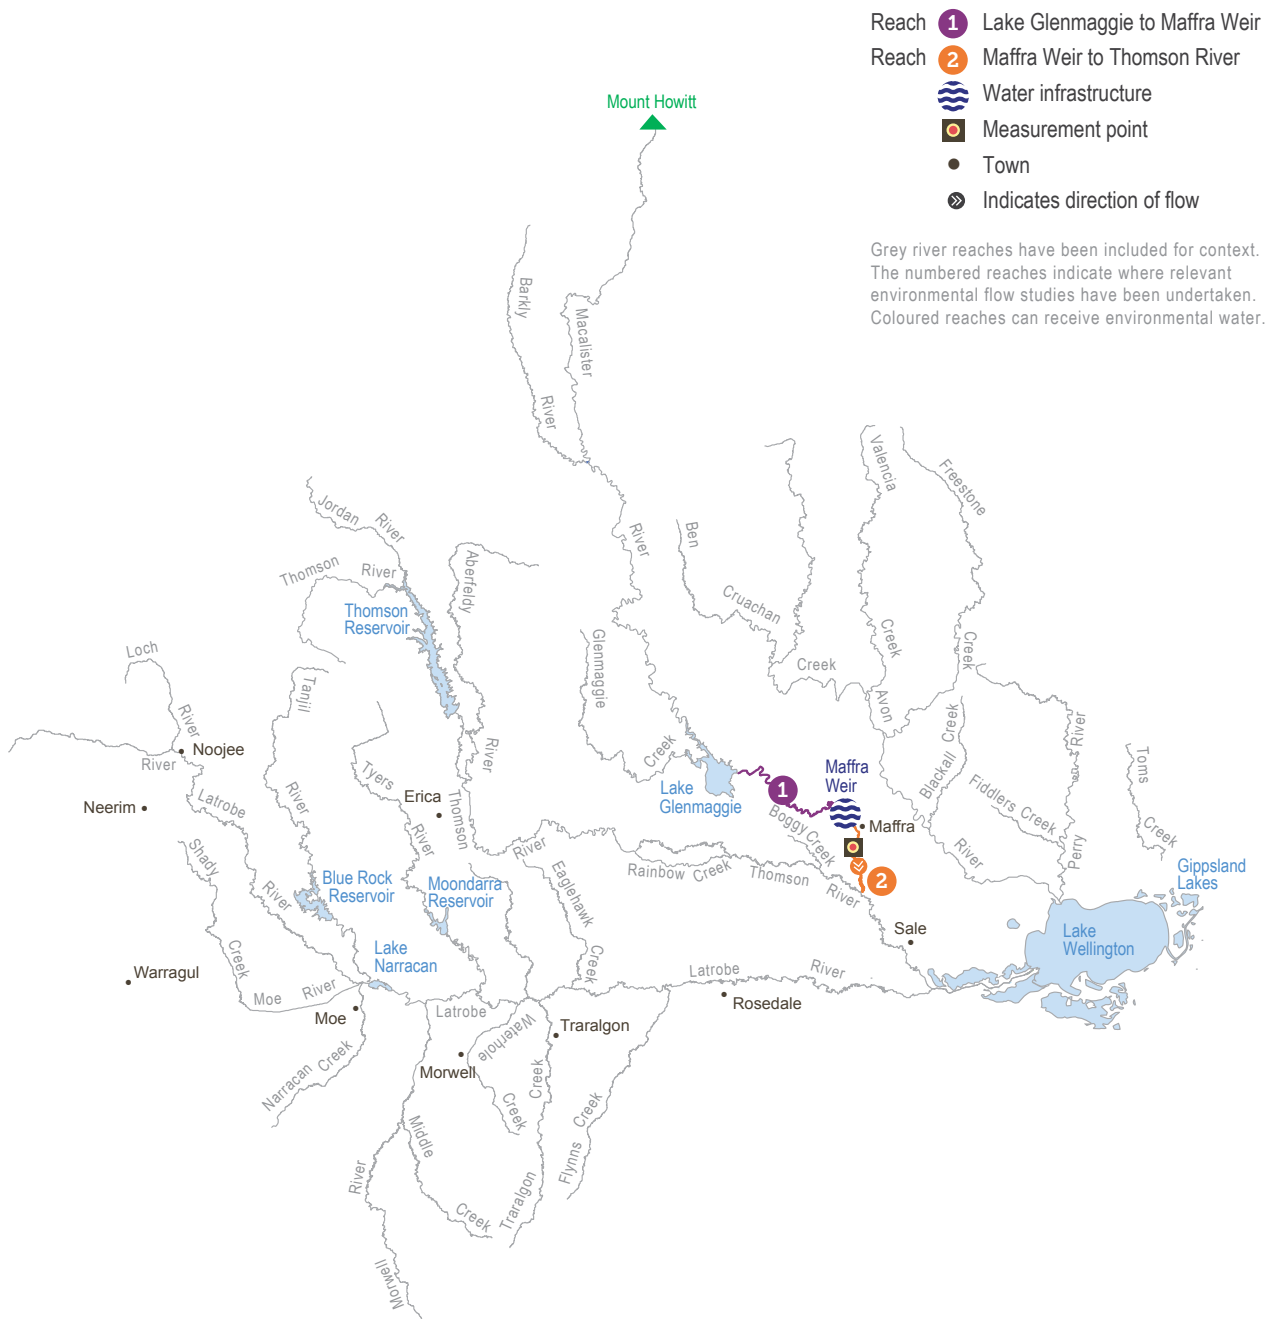 Reach 1 Lake Glenmaggie to Maffra Weir
Reach 2 Maffra Weir to Thomson River
Water infrastructure
Measurement point
Town
Indicates direction of flow
Grey river reaches have been included for context.
The numbered reaches indicate where relevant
environmental flow studies have been undertaken.
Coloured reaches can receive environmental water.
Mount Howitt
Barkly
River
Macalister
River
Jordan
River
Thomson
River
Thomson
Reservoir
Aberfeldy
River
Ben
Cruachan
Creek
Valencia
Creek
Freestone
Creek
Loch
River
Tanjil
River
Glenmaggie
Creek
Avon
River
Blackall Creek
Fiddlers Creek
Perry
River
Toms
Creek
Noojee
River
Latrobe
River
Neerim
Tyers
River
Erica
Thomson
River
Lake
Glenmaggie
1
Maffra
Weir
Maffra
Boggy Creek
2
Rainbow Creek
Thomson
River
Eaglehawk
Creek
Shady
Creek
Blue Rock
Reservoir
Moondarra
Reservoir
Gippsland
Lakes
Sale
Lake
Wellington
Lake
Narracan
Warragul
Moe
River
Moe
Latrobe
River
Rosedale
Latrobe
Waterhole
Creek
Traralgon
Morwell
Narracan
Creek
Traralgon
Creek
Flynns
Creek
Middle
Creek
River
Morwell